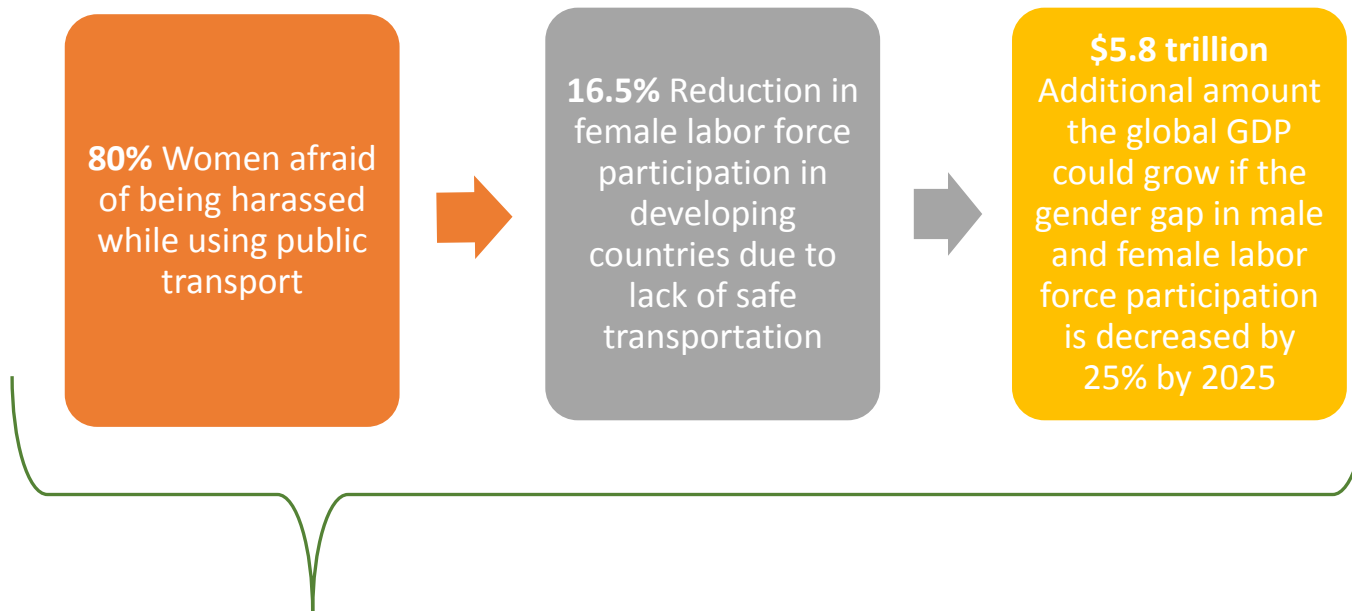 80% Women afraid
of being harassed
while using public
transport
16.5% Reduction in
female labor force
participation in
developing
countries due to
lack of safe
transportation
$5.8 trillion
Additional amount
the global GDP
could grow if the
gender gap in male
and female labor
force participation
is decreased by
25% by 2025